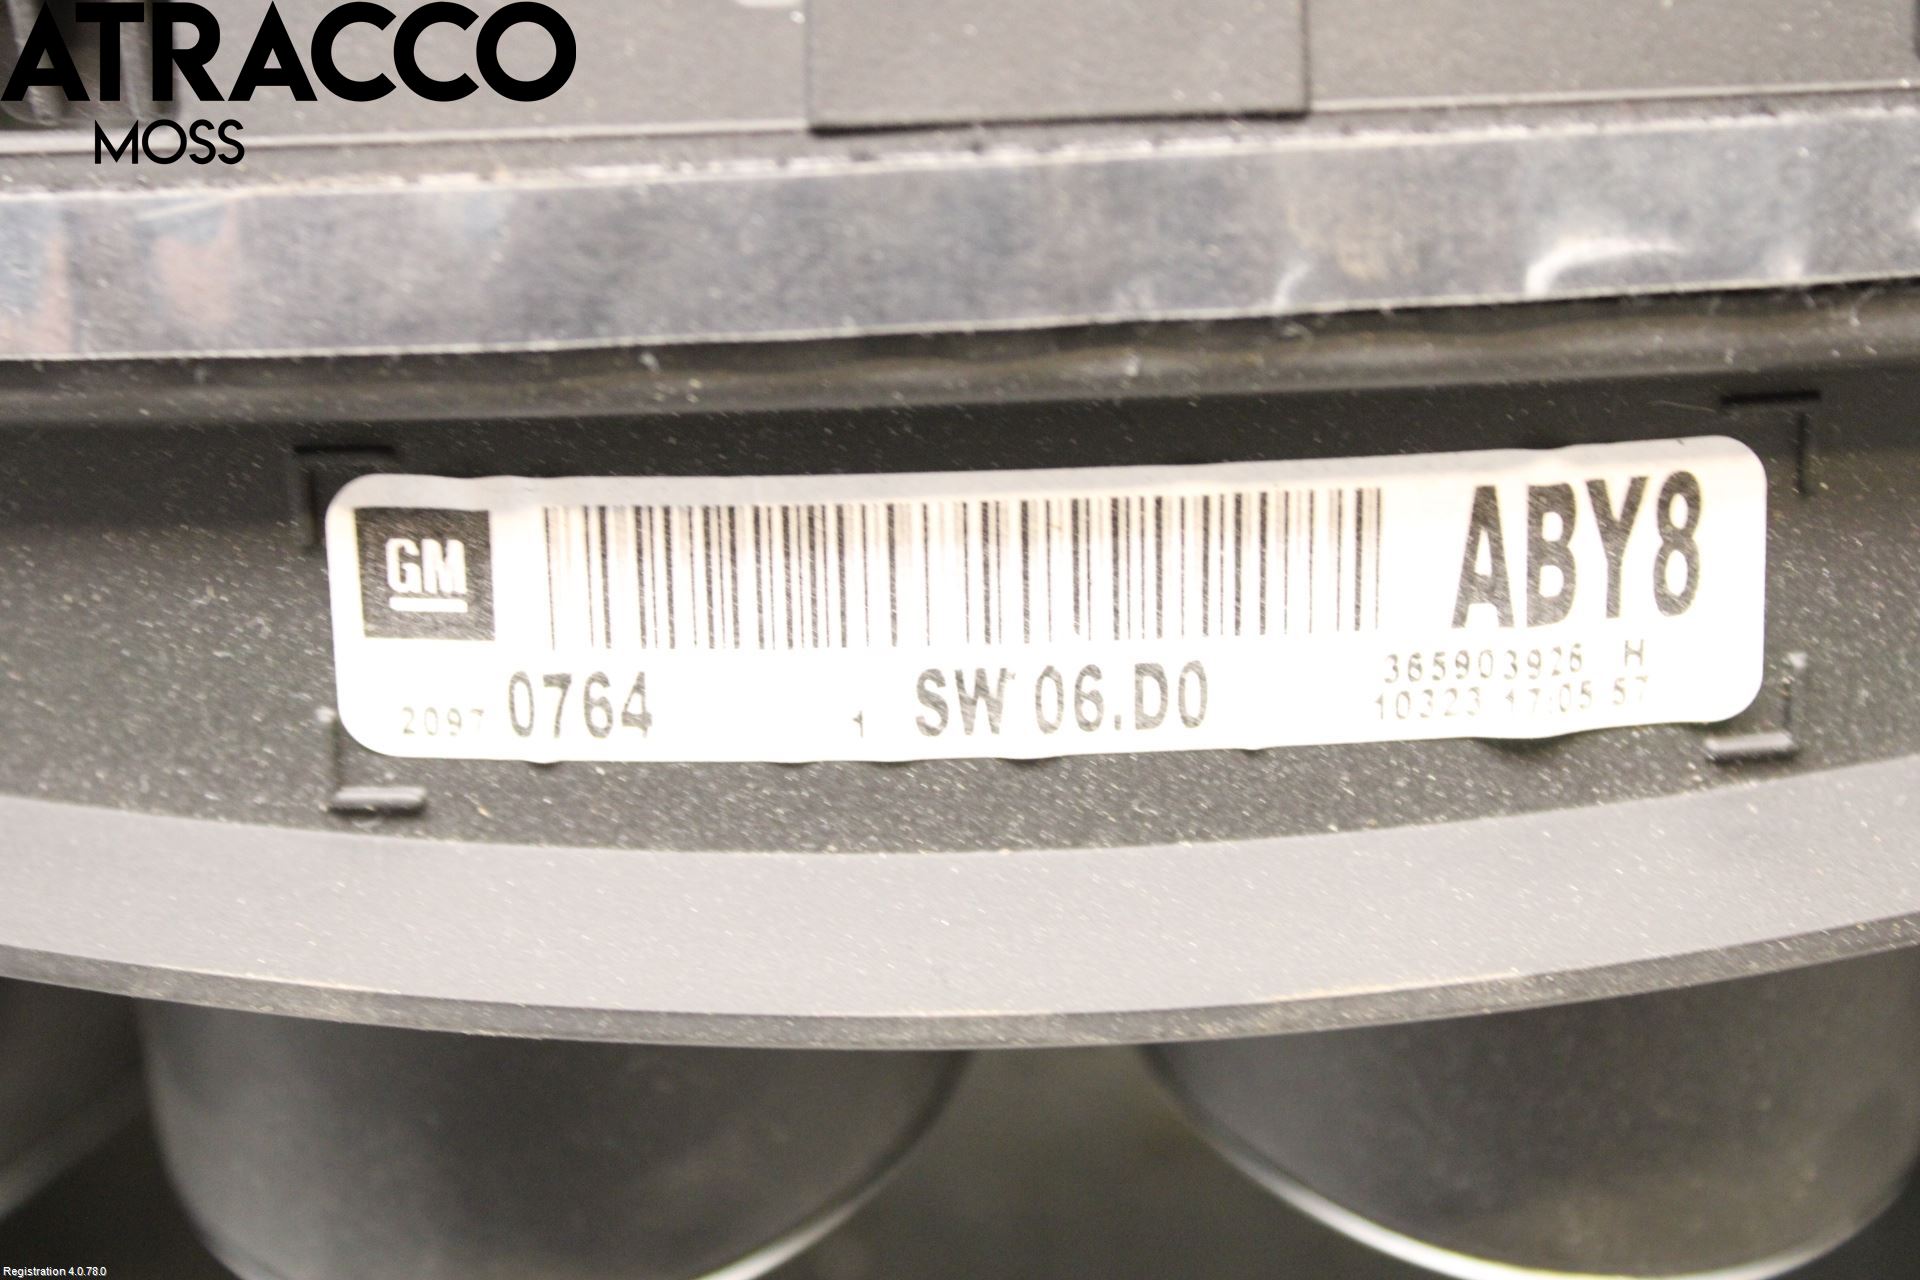 ATRACCO
MOSS
GM
ABY8
365903926 H
2097 0764 1 SW 06.D0
10323 17:05 57
Registration 4.0.78.0